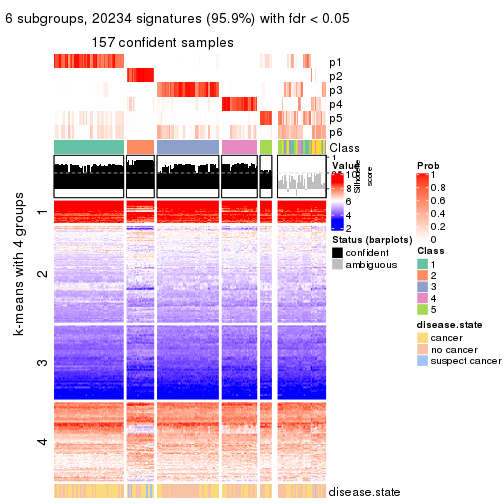 6 subgroups, 20234 signatures (95.9%) with fdr < 0.05
157 confident samples
p1
p2
p3
p4
p5
p6
Class
1
Silhouette
score
k-means with 4 groups
1
2
3
4
disease.state
Value
10
8
6
4
2
Status (barplots)
confident
ambiguous
Prob
1
0.8
0.6
0.4
0.2
0
Class
1
2
3
4
5
disease.state
cancer
no cancer
suspect cancer